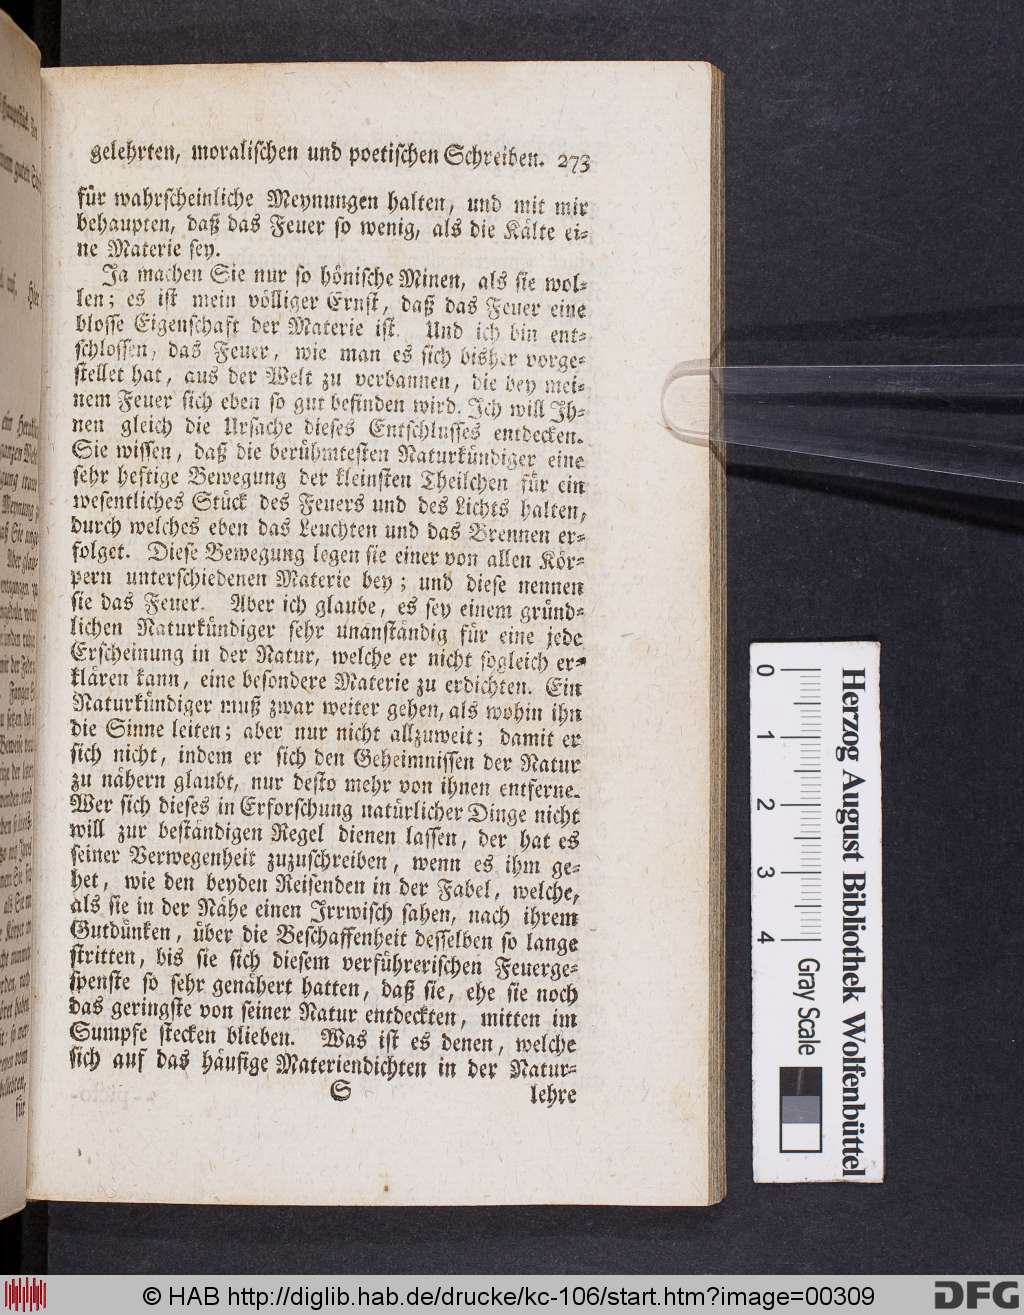 gelehrten, moralischen und poetischen Schreiben. 273
für wahrscheinliche Meynungen halten, und mit mir
behaupten, daß das Feuer so wenig, als die Kälte ei=
ne Materie sey.
Ja machen Sie nur so hönische Minen, als sie wol=
len; es ist mein völliger Ernst, daß das Feuer eine
blosse Eigenschaft der Materie ist. Und ich bin ent=
schlossen, das Feuer, wie man es sich bisher vorge=
stellet hat, aus der Welt zu verbannen, die bey mei=
nem Feuer sich eben so gut befinden wird. Ich will Ih=
nen gleich die Ursache dieses Entschlusses entdecken.
Sie wissen, daß die berühmtesten Naturkündiger eine
sehr heftige Bewegung der kleinsten Theilchen für ein
wesentliches Stück des Feuers und des Lichts halten,
durch welches eben das Leuchten und das Brennen er=
folget. Diese Bewegung legen sie einer von allen Kör=
pern unterschiedenen Materie bey; und diese nennen
sie das Feuer. Aber ich glaube, es sey einem gründ=
lichen Naturkündiger sehr unanständig für eine jede
Erscheinung in der Natur, welche er nicht sogleich er=
klären kann, eine besondere Materie zu erdichten. Ein
Naturkündiger muß zwar weiter gehen, als wohin ihn
die Sinne leiten; aber nur nicht allzuweit; damit er
sich nicht, indem er sich den Geheimnissen der Natur
zu nähern glaubt, nur desto mehr von ihnen entferne.
Wer sich dieses in Erforschung natürlicher Dinge nicht
will zur beständigen Regel dienen lassen, der hat es
seiner Verwegenheit zuzuschreiben, wenn es ihm ge=
het, wie den beyden Reisenden in der Fabel, welche,
als sie in der Nähe einen Irrwisch sahen, nach ihrem
Gutdünken, über die Beschaffenheit desselben so lange
stritten, bis sie sich diesem verführerischen Feuerge=
spenste so sehr genähert hatten, daß sie, ehe sie noch
das geringste von seiner Natur entdeckten, mitten im
Sumpfe stecken blieben. Was ist es denen, welche
sich auf das häufige Materiendichten in der Natur=
S lehre
0 1 2 3 4
Gray Scale
Herzog August Bibliothek Wolfenbüttel
© HAB http://diglib.hab.de/drucke/kc-106/start.htm?image=00309
DFG